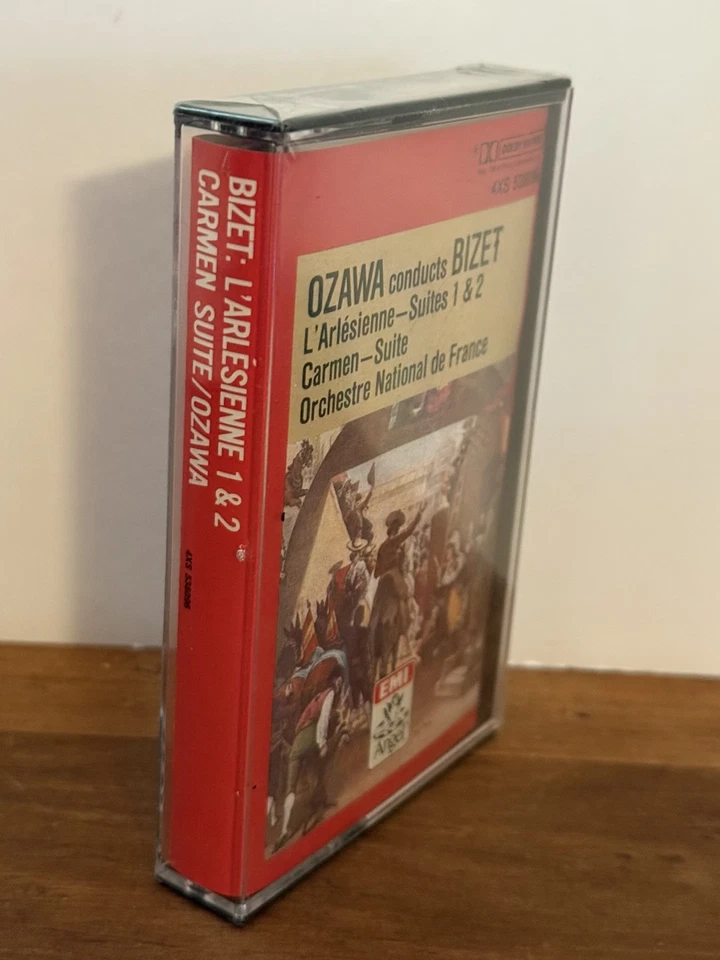 BIZET: L'ARLÉSIENNE 1 & 2
CARMEN SUITE/OZAWA
OZAWA conducts BIZET
L'Arlésienne–Suites 1 & 2
Carmen–Suite
Orchestre National de France
EMI
Angel
4XS